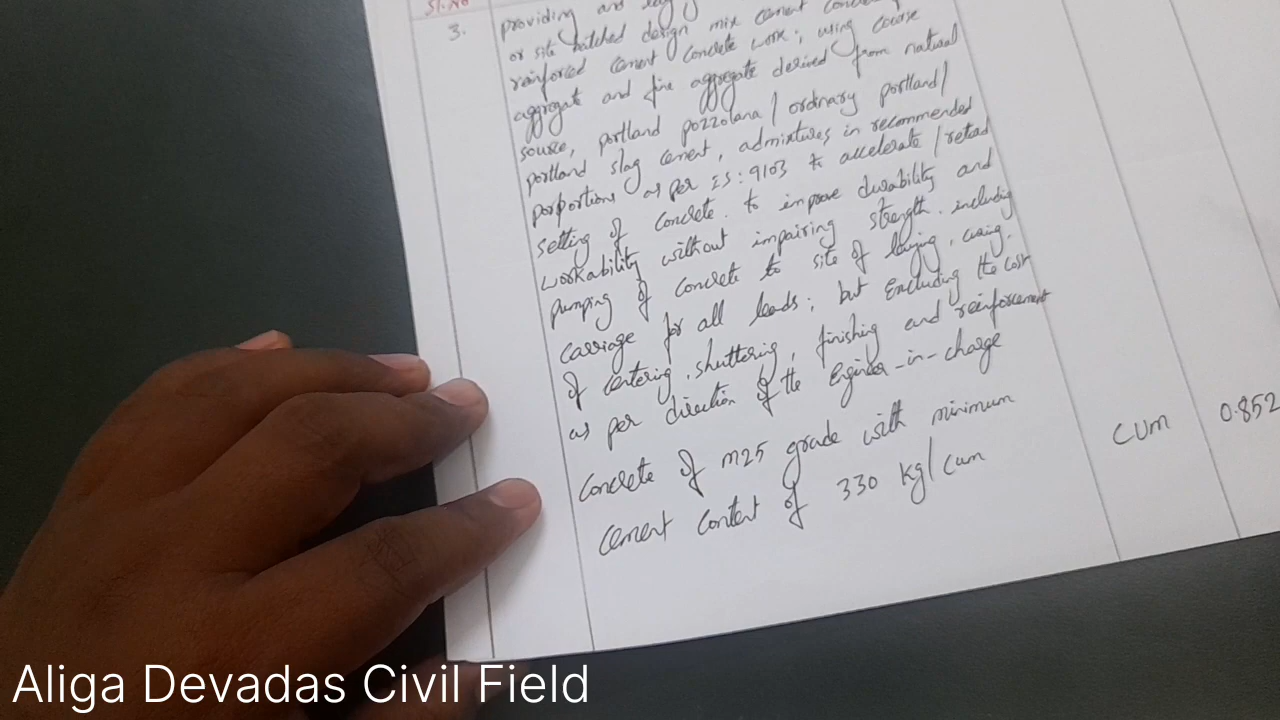 Sl.No
3.
providing and
or site batched design mix cement
reinforced cement concrete work; using course
aggregate and fine aggregate derived from natural
source, portland pozzolana / ordnary portland/
portland slag cement, admixtures in recommended
porportions as per IS: 9103 to accelerate / retard
setting of concrete. to improve durability and
workability without impairing strength. including
pumping of concrete to site of laying,
carriage for all leads; but Excluding the cost
of centering, shuttering, finishing and reinforcement
as per direction of the Engineer-in-charge
concrete of m25 grade with minimum
cement content of 330 kg/cum
cum
0.852
Aliga Devadas Civil Field